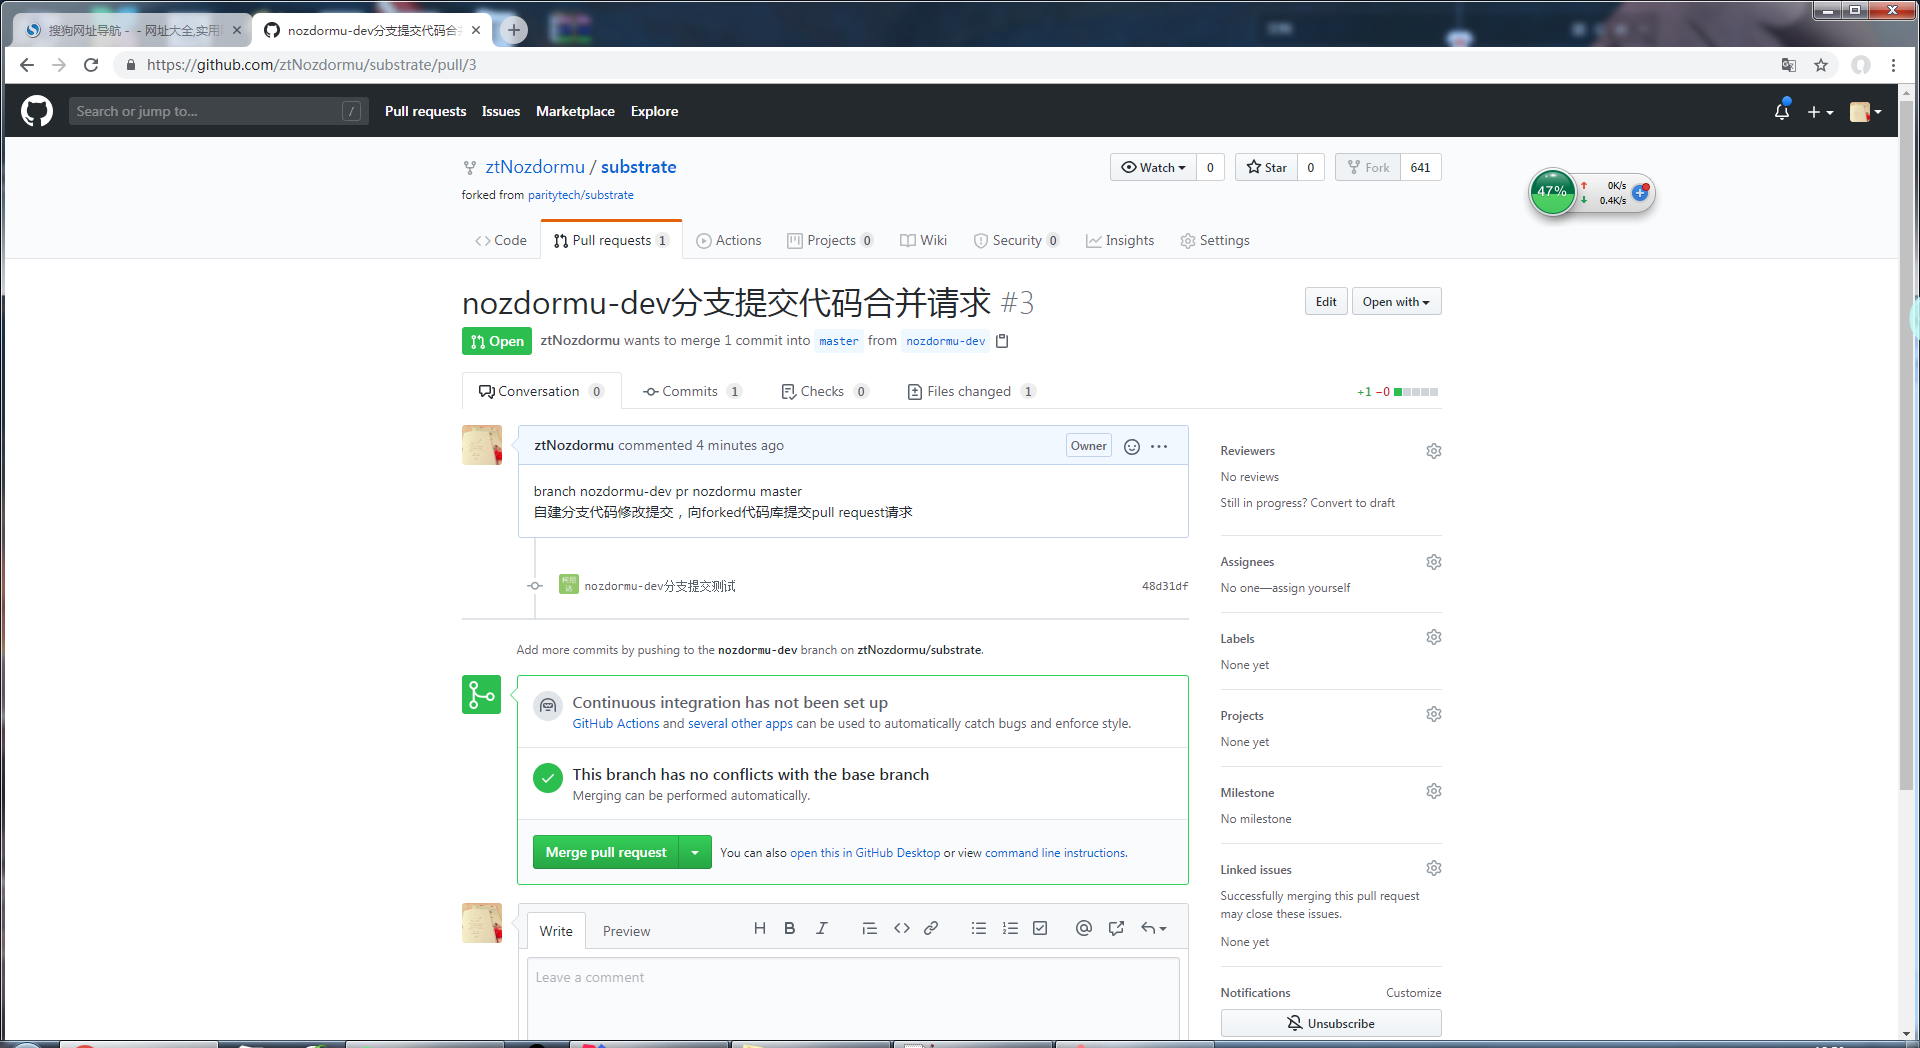 搜狗网址导航 - - 网址大全,实用
nozdormu-dev分支提交代码合并
https://github.com/ztNozdormu/substrate/pull/3
Search or jump to...
/
Pull requests Issues Marketplace Explore
ztNozdormu / substrate
Watch 0 Star 0 Fork 641
forked from paritytech/substrate
47% 0K/s
0.4K/s
Code Pull requests 1 Actions Projects 0 Wiki Security 0 Insights Settings
nozdormu-dev分支提交代码合并请求 #3
Edit Open with
Open ztNozdormu wants to merge 1 commit into master from nozdormu-dev
Conversation 0 Commits 1 Checks 0 Files changed 1 +1 −0
ztNozdormu commented 4 minutes ago Owner
branch nozdormu-dev pr nozdormu master
自建分支代码修改提交，向forked代码库提交pull request请求
nozdormu-dev分支提交测试 48d31df
Add more commits by pushing to the nozdormu-dev branch on ztNozdormu/substrate.
Continuous integration has not been set up
GitHub Actions and several other apps can be used to automatically catch bugs and enforce style.
This branch has no conflicts with the base branch
Merging can be performed automatically.
Merge pull request You can also open this in GitHub Desktop or view command line instructions.
Write Preview
Leave a comment
Reviewers
No reviews
Still in progress? Convert to draft
Assignees
No one—assign yourself
Labels
None yet
Projects
None yet
Milestone
No milestone
Linked issues
Successfully merging this pull request
may close these issues.
None yet
Notifications Customize
Unsubscribe